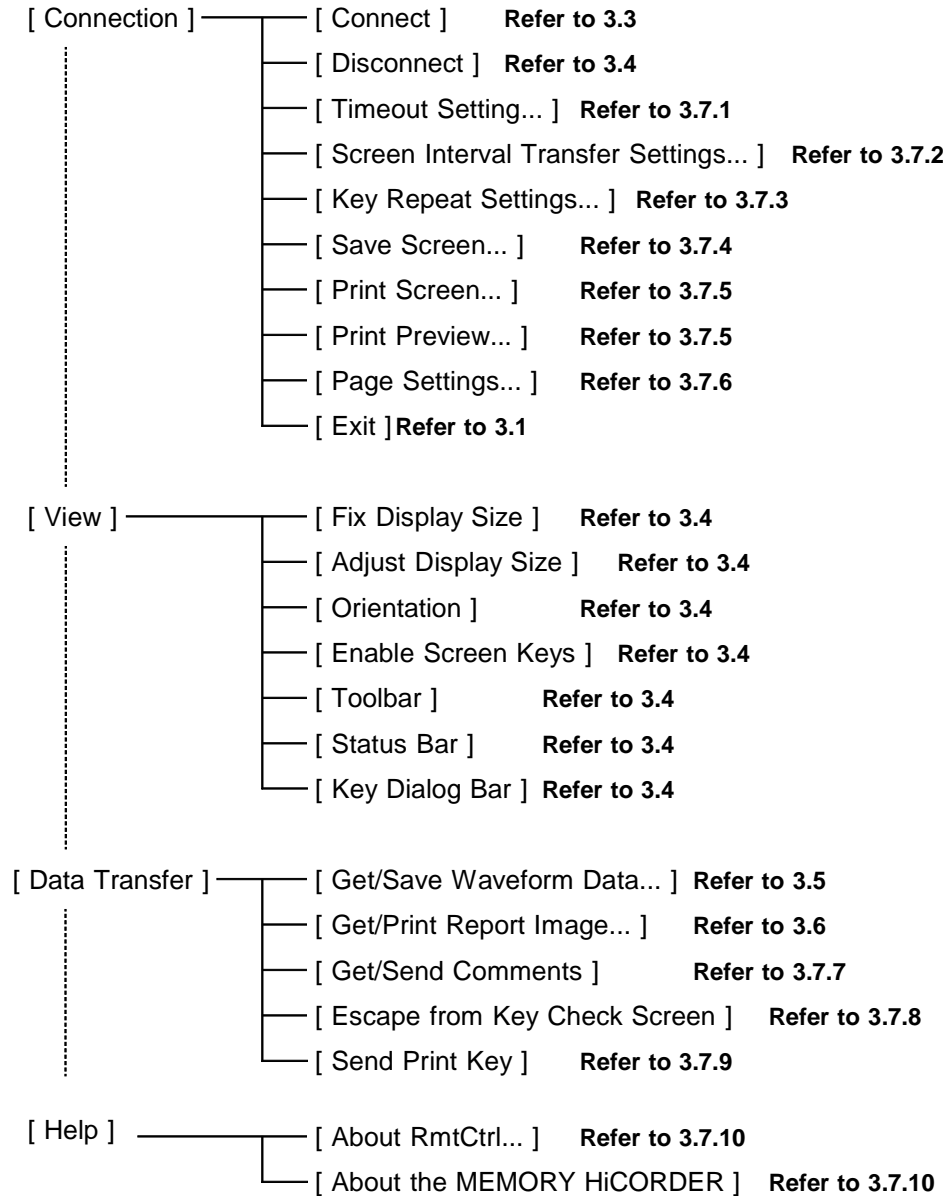 [ Connection ] [ Connect ] Refer to 3.3
[ Disconnect ] Refer to 3.4
[ Timeout Setting... ] Refer to 3.7.1
[ Screen Interval Transfer Settings... ] Refer to 3.7.2
[ Key Repeat Settings... ] Refer to 3.7.3
[ Save Screen... ] Refer to 3.7.4
[ Print Screen... ] Refer to 3.7.5
[ Print Preview... ] Refer to 3.7.5
[ Page Settings... ] Refer to 3.7.6
[ Exit ] Refer to 3.1
[ View ] [ Fix Display Size ] Refer to 3.4
[ Adjust Display Size ] Refer to 3.4
[ Orientation ] Refer to 3.4
[ Enable Screen Keys ] Refer to 3.4
[ Toolbar ] Refer to 3.4
[ Status Bar ] Refer to 3.4
[ Key Dialog Bar ] Refer to 3.4
[ Data Transfer ] [ Get/Save Waveform Data... ] Refer to 3.5
[ Get/Print Report Image... ] Refer to 3.6
[ Get/Send Comments ] Refer to 3.7.7
[ Escape from Key Check Screen ] Refer to 3.7.8
[ Send Print Key ] Refer to 3.7.9
[ Help ] [ About RmtCtrl... ] Refer to 3.7.10
[ About the MEMORY HiCORDER ] Refer to 3.7.10